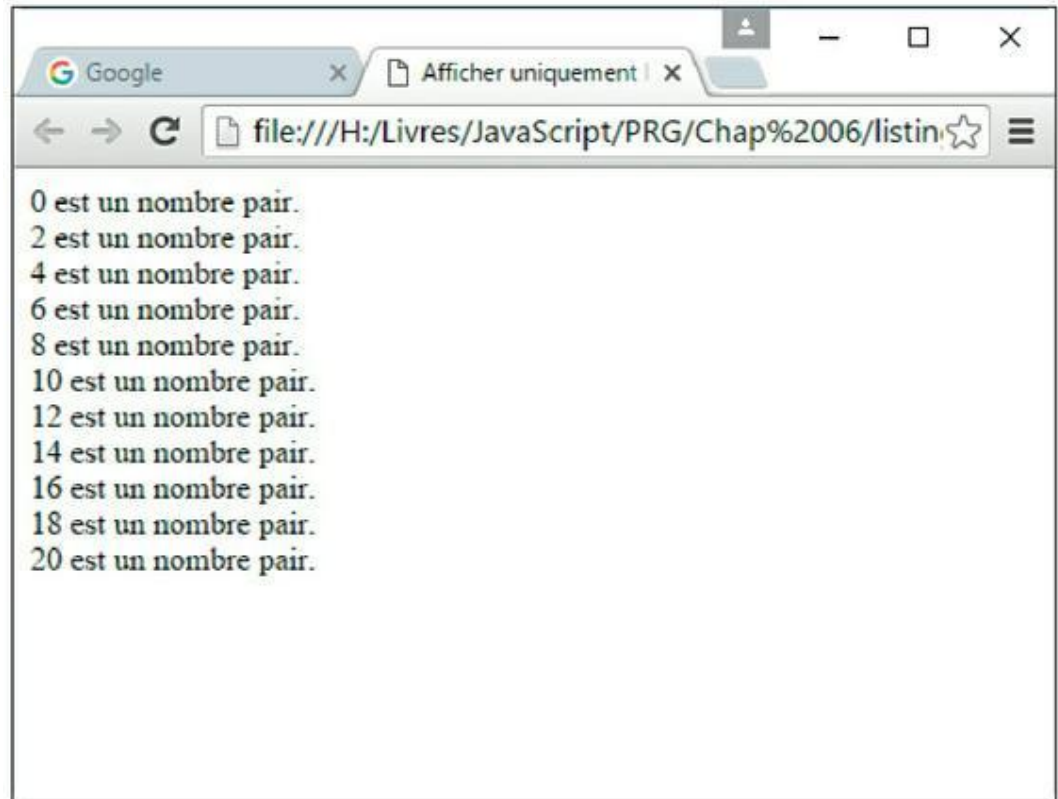 Google
Afficher uniquement
file:///H:/Livres/JavaScript/PRG/Chap%2006/listin
0 est un nombre pair.
2 est un nombre pair.
4 est un nombre pair.
6 est un nombre pair.
8 est un nombre pair.
10 est un nombre pair.
12 est un nombre pair.
14 est un nombre pair.
16 est un nombre pair.
18 est un nombre pair.
20 est un nombre pair.